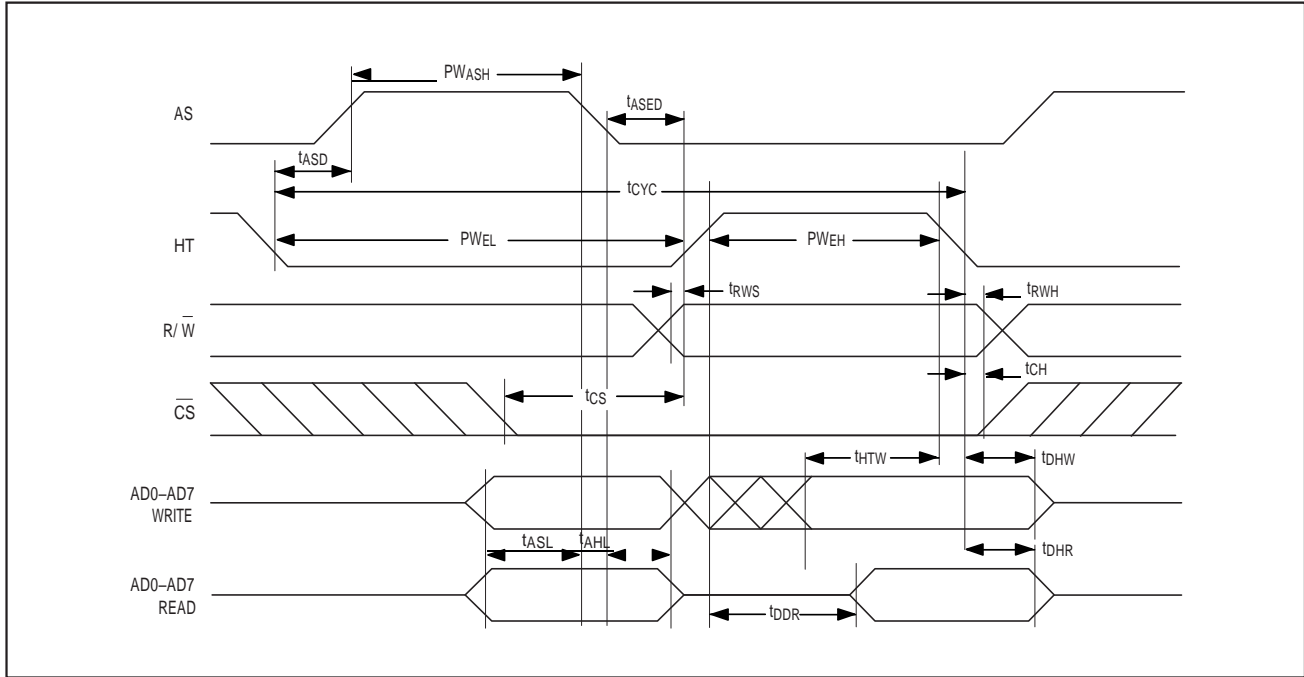 PWASH
AS
tASED
tASD
tCYC
HT
PWEL
PWEH
tRWS
tRWH
R/ W̅
tCH
C̅S̅
tCS
tHTW
tDHW
AD0–AD7
WRITE
tASL
tAHL
tDHR
AD0–AD7
READ
tDDR